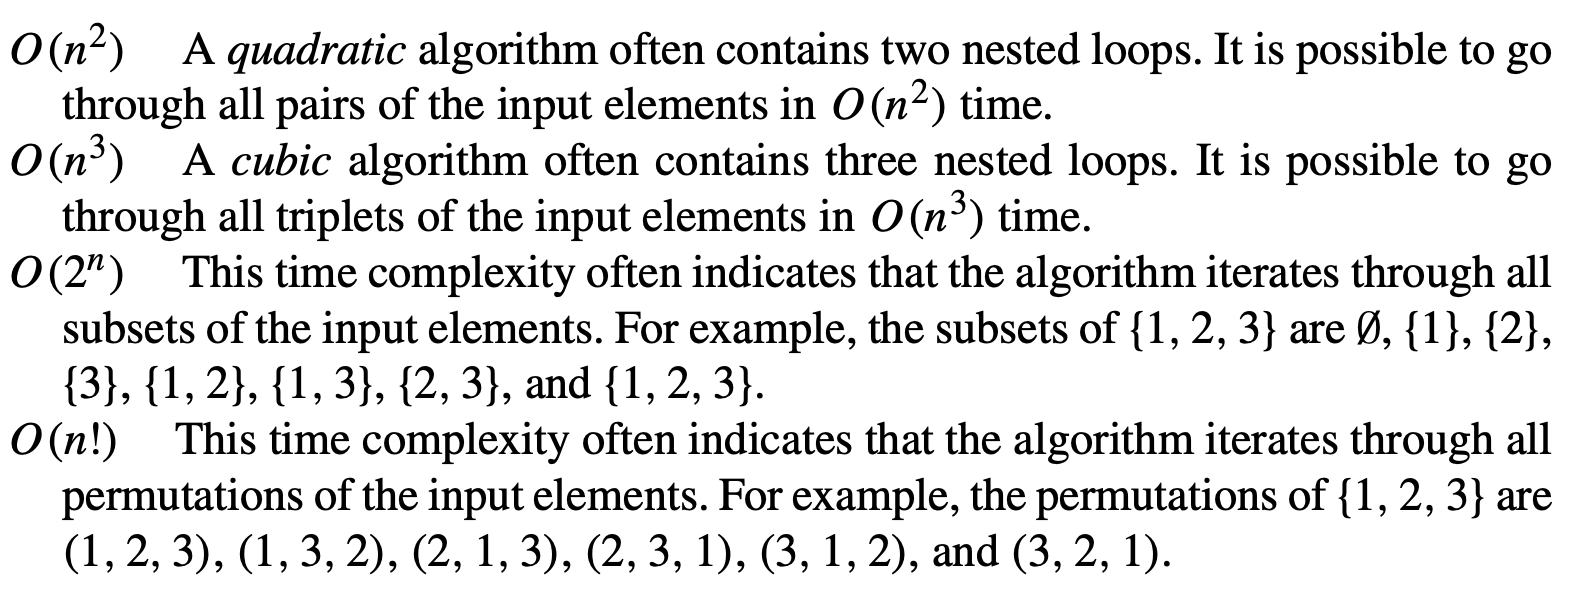 O(n²) A quadratic algorithm often contains two nested loops. It is possible to go
through all pairs of the input elements in O(n²) time.
O(n³) A cubic algorithm often contains three nested loops. It is possible to go
through all triplets of the input elements in O(n³) time.
O(2ⁿ) This time complexity often indicates that the algorithm iterates through all
subsets of the input elements. For example, the subsets of {1, 2, 3} are ∅, {1}, {2},
{3}, {1, 2}, {1, 3}, {2, 3}, and {1, 2, 3}.
O(n!) This time complexity often indicates that the algorithm iterates through all
permutations of the input elements. For example, the permutations of {1, 2, 3} are
(1, 2, 3), (1, 3, 2), (2, 1, 3), (2, 3, 1), (3, 1, 2), and (3, 2, 1).